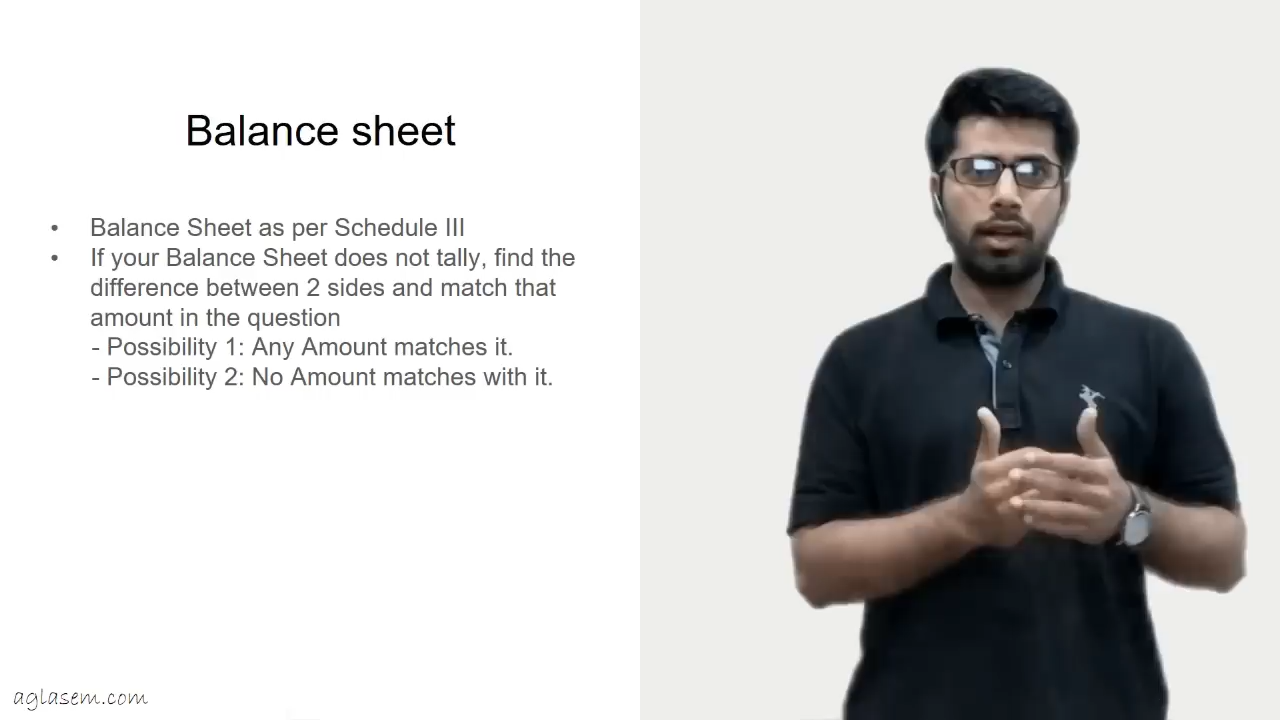 Balance sheet
• Balance Sheet as per Schedule III
• If your Balance Sheet does not tally, find the
difference between 2 sides and match that
amount in the question
- Possibility 1: Any Amount matches it.
- Possibility 2: No Amount matches with it.
aglasem.com